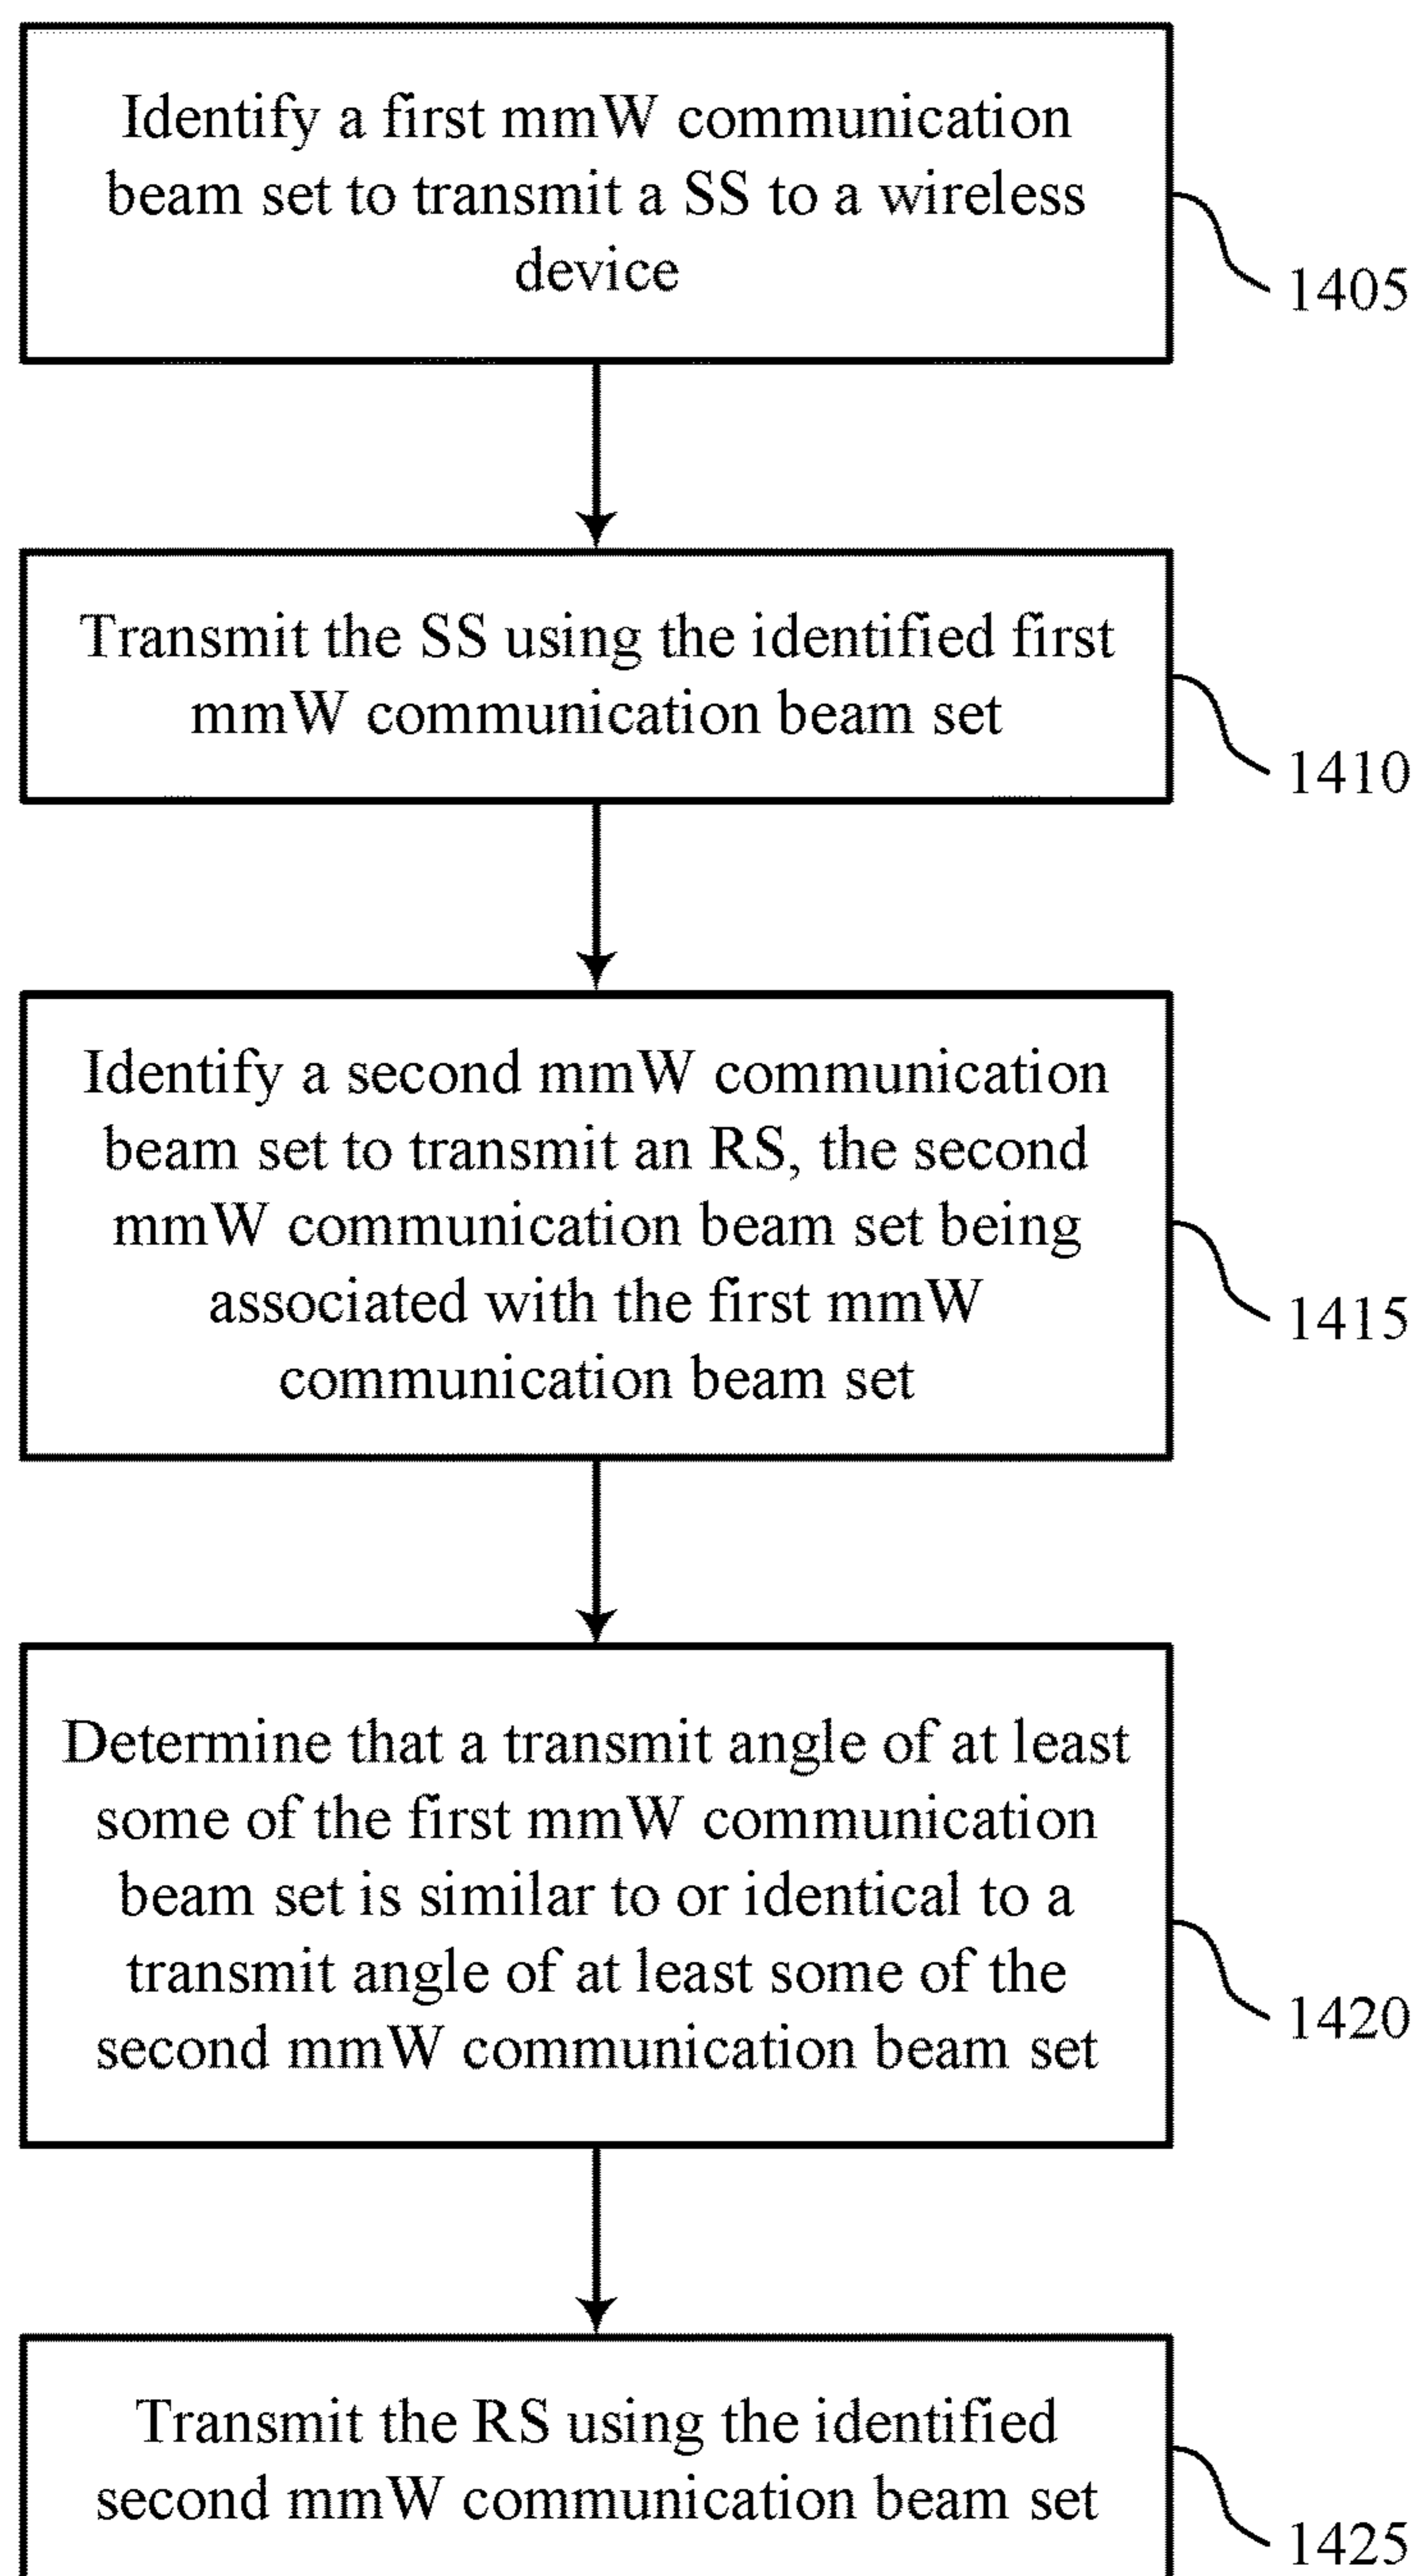 Identify a first mmW communication
beam set to transmit a SS to a wireless
device
1405
Transmit the SS using the identified first
mmW communication beam set
1410
Identify a second mmW communication
beam set to transmit an RS, the second
mmW communication beam set being
associated with the first mmW
communication beam set
1415
Determine that a transmit angle of at least
some of the first mmW communication
beam set is similar to or identical to a
transmit angle of at least some of the
second mmW communication beam set
1420
Transmit the RS using the identified
second mmW communication beam set
1425